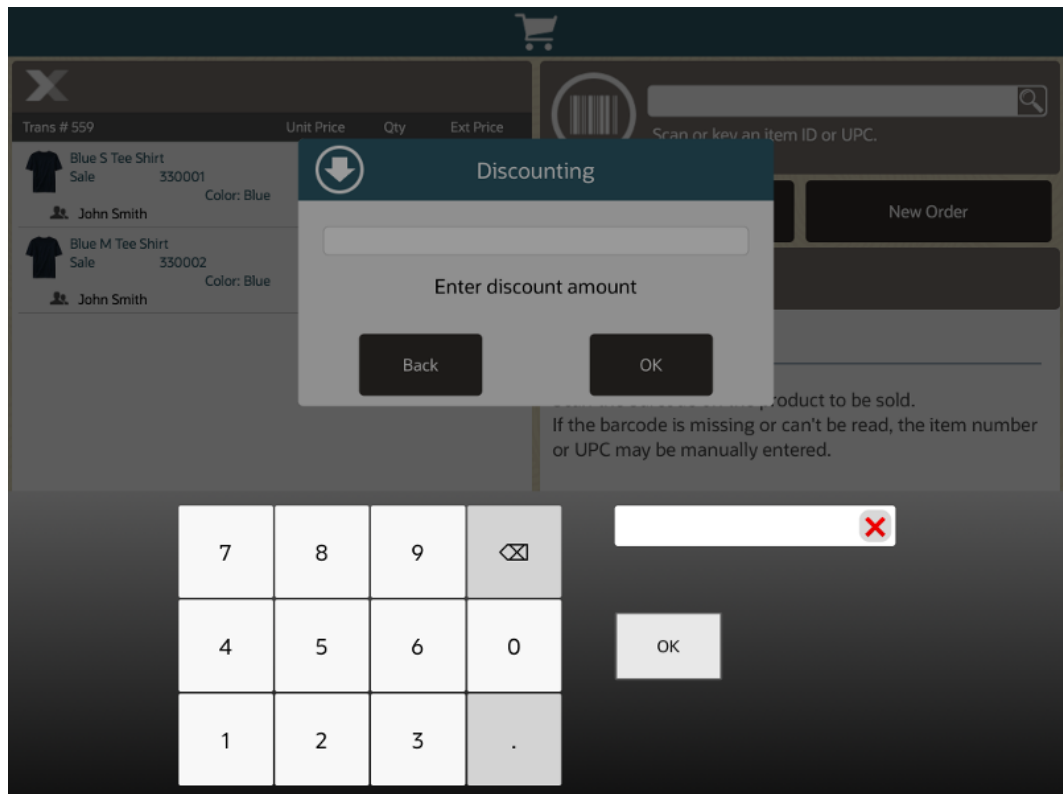 Trans # 559 Unit Price Qty Ext Price
Blue S Tee Shirt
Sale 330001
Color: Blue
John Smith
Blue M Tee Shirt
Sale 330002
Color: Blue
John Smith
Scan or key an item ID or UPC.
New Order
Discounting
Enter discount amount
Back OK
product to be sold.
If the barcode is missing or can't be read, the item number
or UPC may be manually entered.
7 8 9
4 5 6 0
1 2 3 .
OK